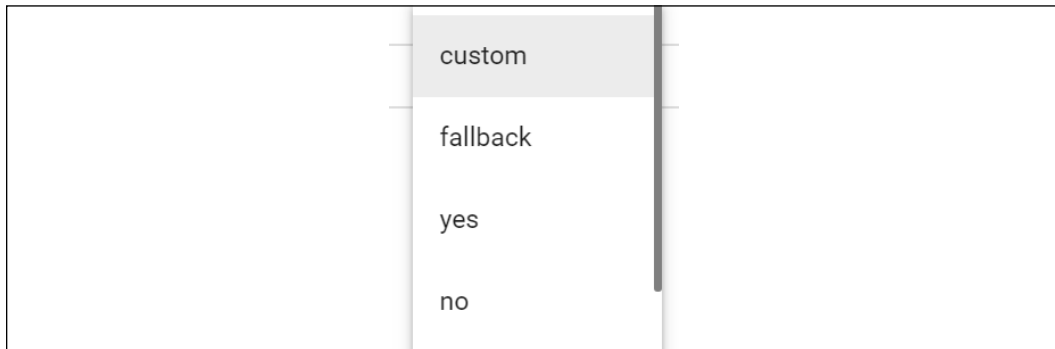 custom
fallback
yes
no